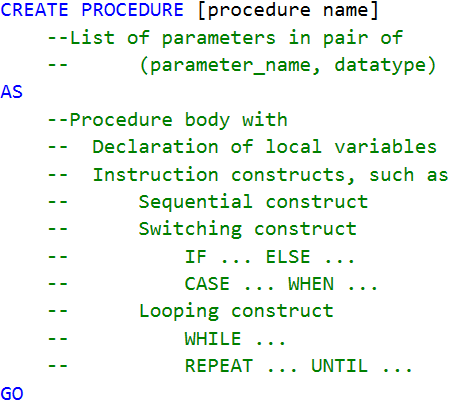 CREATE PROCEDURE [procedure name]
--List of parameters in pair of
-- (parameter_name, datatype)
AS
--Procedure body with
-- Declaration of local variables
-- Instruction constructs, such as
-- Sequential construct
-- Switching construct
-- IF ... ELSE ...
-- CASE ... WHEN ...
-- Looping construct
-- WHILE ...
-- REPEAT ... UNTIL ...
GO